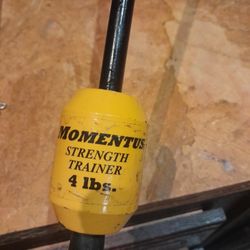 MOMENTUS
STRENGTH
TRAINER
4 lbs.